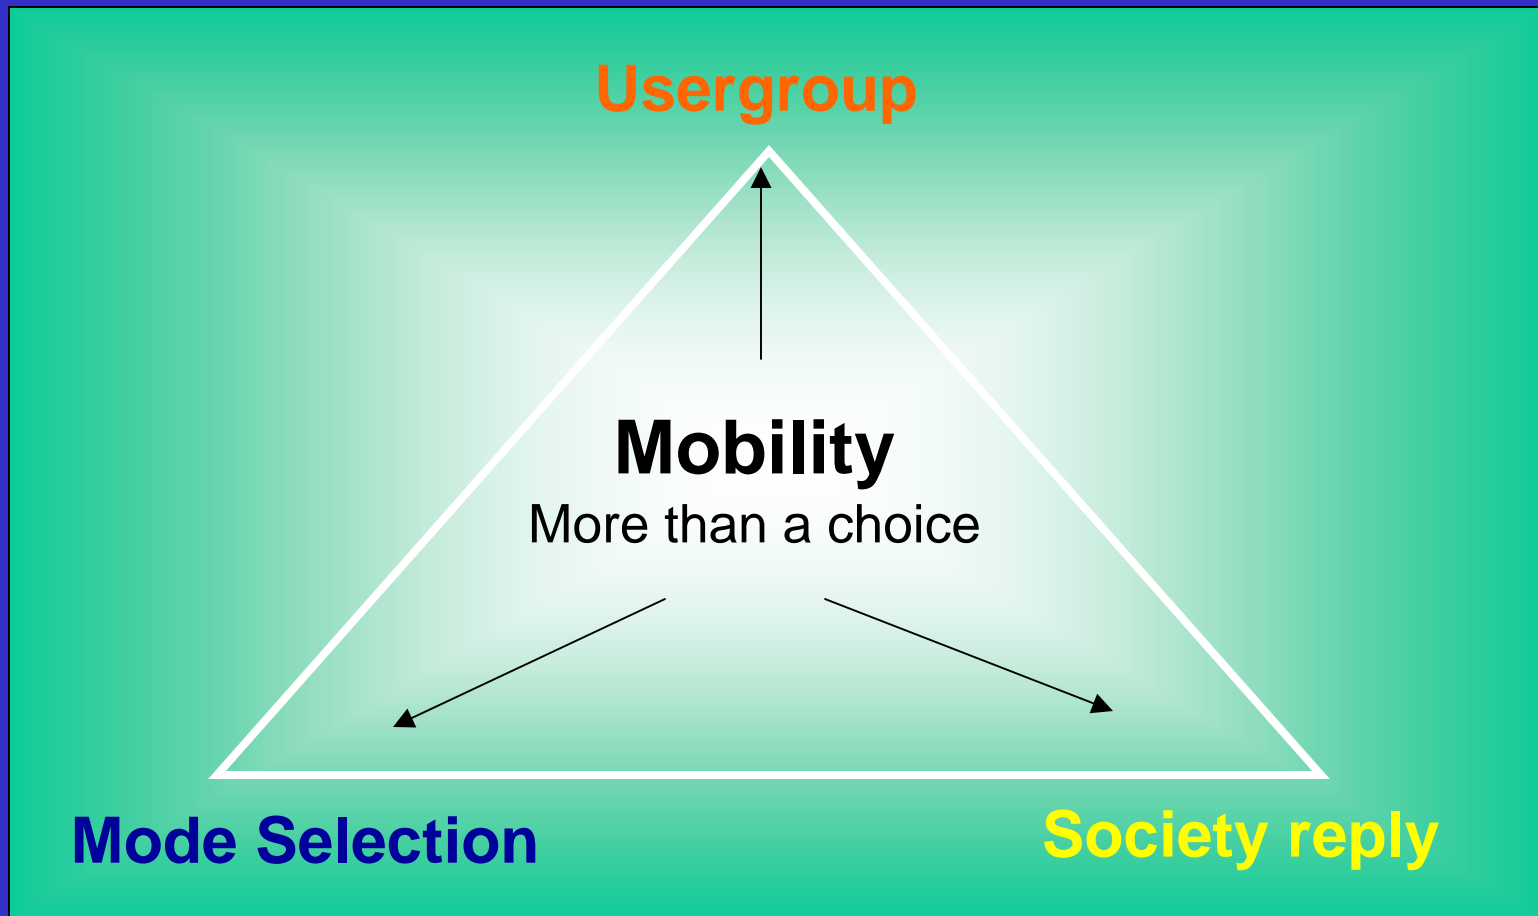 Usergroup
Mobility
More than a choice
Mode Selection
Society reply